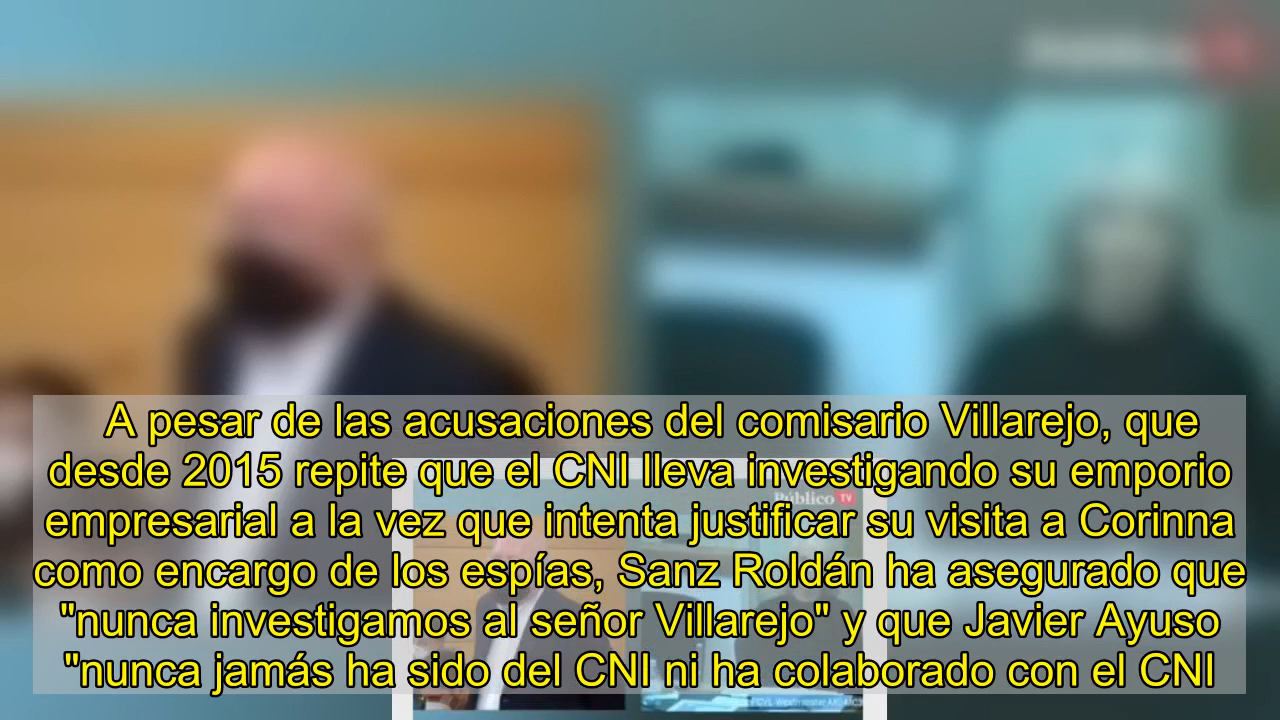 A pesar de las acusaciones del comisario Villarejo, que
desde 2015 repite que el CNI lleva investigando su emporio
empresarial a la vez que intenta justificar su visita a Corinna
como encargo de los espías, Sanz Roldán ha asegurado que
"nunca investigamos al señor Villarejo" y que Javier Ayuso
"nunca jamás ha sido del CNI ni ha colaborado con el CNI
Público TV